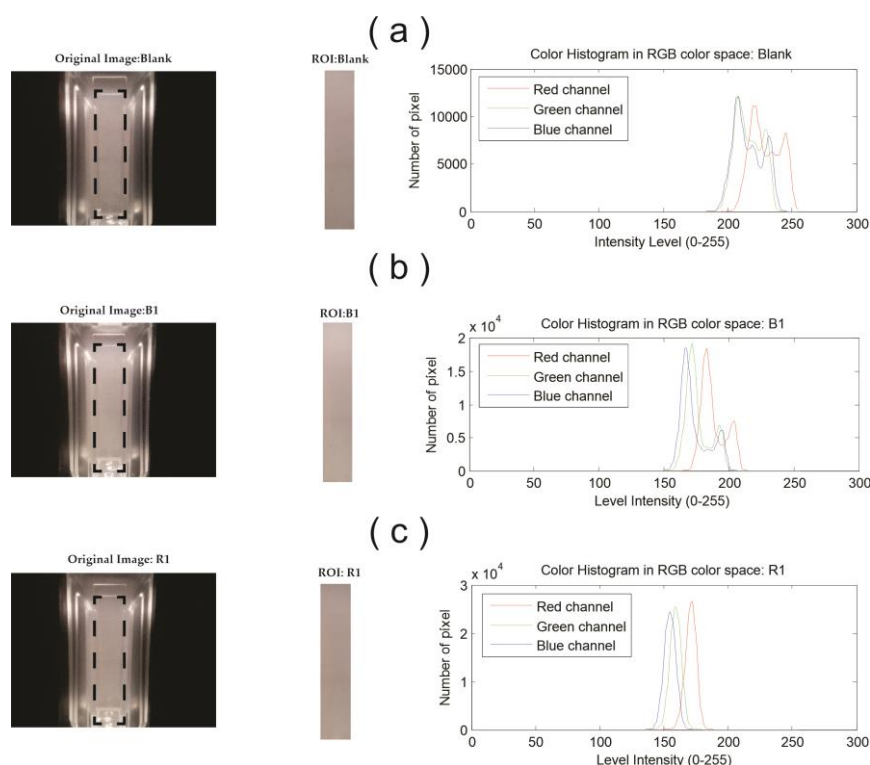 ( a )
Original Image:Blank
ROI:Blank
Color Histogram in RGB color space: Blank
Red channel
Green channel
Blue channel
Number of pixel
15000
10000
5000
0
0 50 100 150 200 250 300
Intensity Level (0-255)
( b )
Original Image:B1
ROI:B1
Color Histogram in RGB color space: B1
x 10^4
Red channel
Green channel
Blue channel
Number of pixel
2
1.5
1
0.5
0
0 50 100 150 200 250 300
Level Intensity (0-255)
( c )
Original Image: R1
ROI: R1
Color Histogram in RGB color space: R1
x 10^4
Red channel
Green channel
Blue channel
Number of pixel
3
2
1
0
0 50 100 150 200 250 300
Level Intensity (0-255)